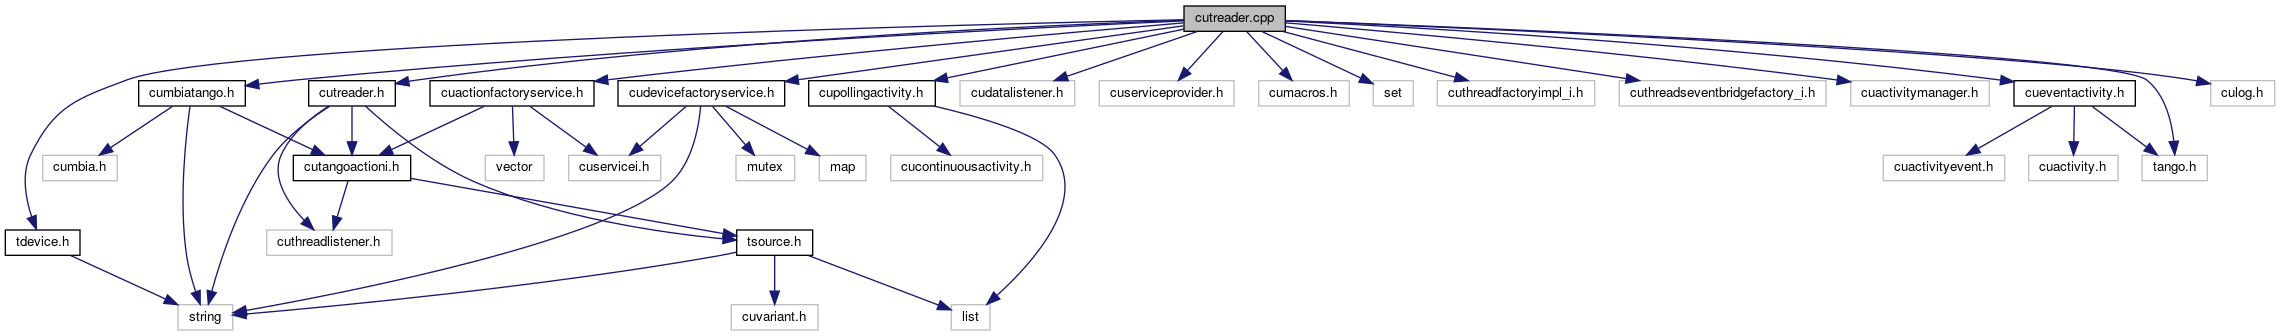 cutreader.cpp
cumbiatango.h
cutreader.h
cuactionfactoryservice.h
cudevicefactoryservice.h
cupollingactivity.h
cudatalistener.h
cuserviceprovider.h
cumacros.h
set
cuthreadfactoryimpl_i.h
cuthreadseventbridgefactory_i.h
cuactivitymanager.h
cueventactivity.h
culog.h
cumbia.h
cutangoactioni.h
vector
cuservicei.h
mutex
map
cucontinuousactivity.h
cuactivityevent.h
cuactivity.h
tango.h
tdevice.h
cuthreadlistener.h
tsource.h
string
cuvariant.h
list